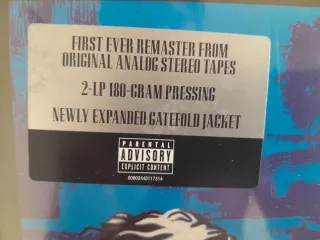 FIRST EVER REMASTER FROM
ORIGINAL ANALOG STEREO TAPES
2-LP 180-GRAM PRESSING
NEWLY EXPANDED GATEFOLD JACKET
PARENTAL
ADVISORY
EXPLICIT CONTENT
00602445117314